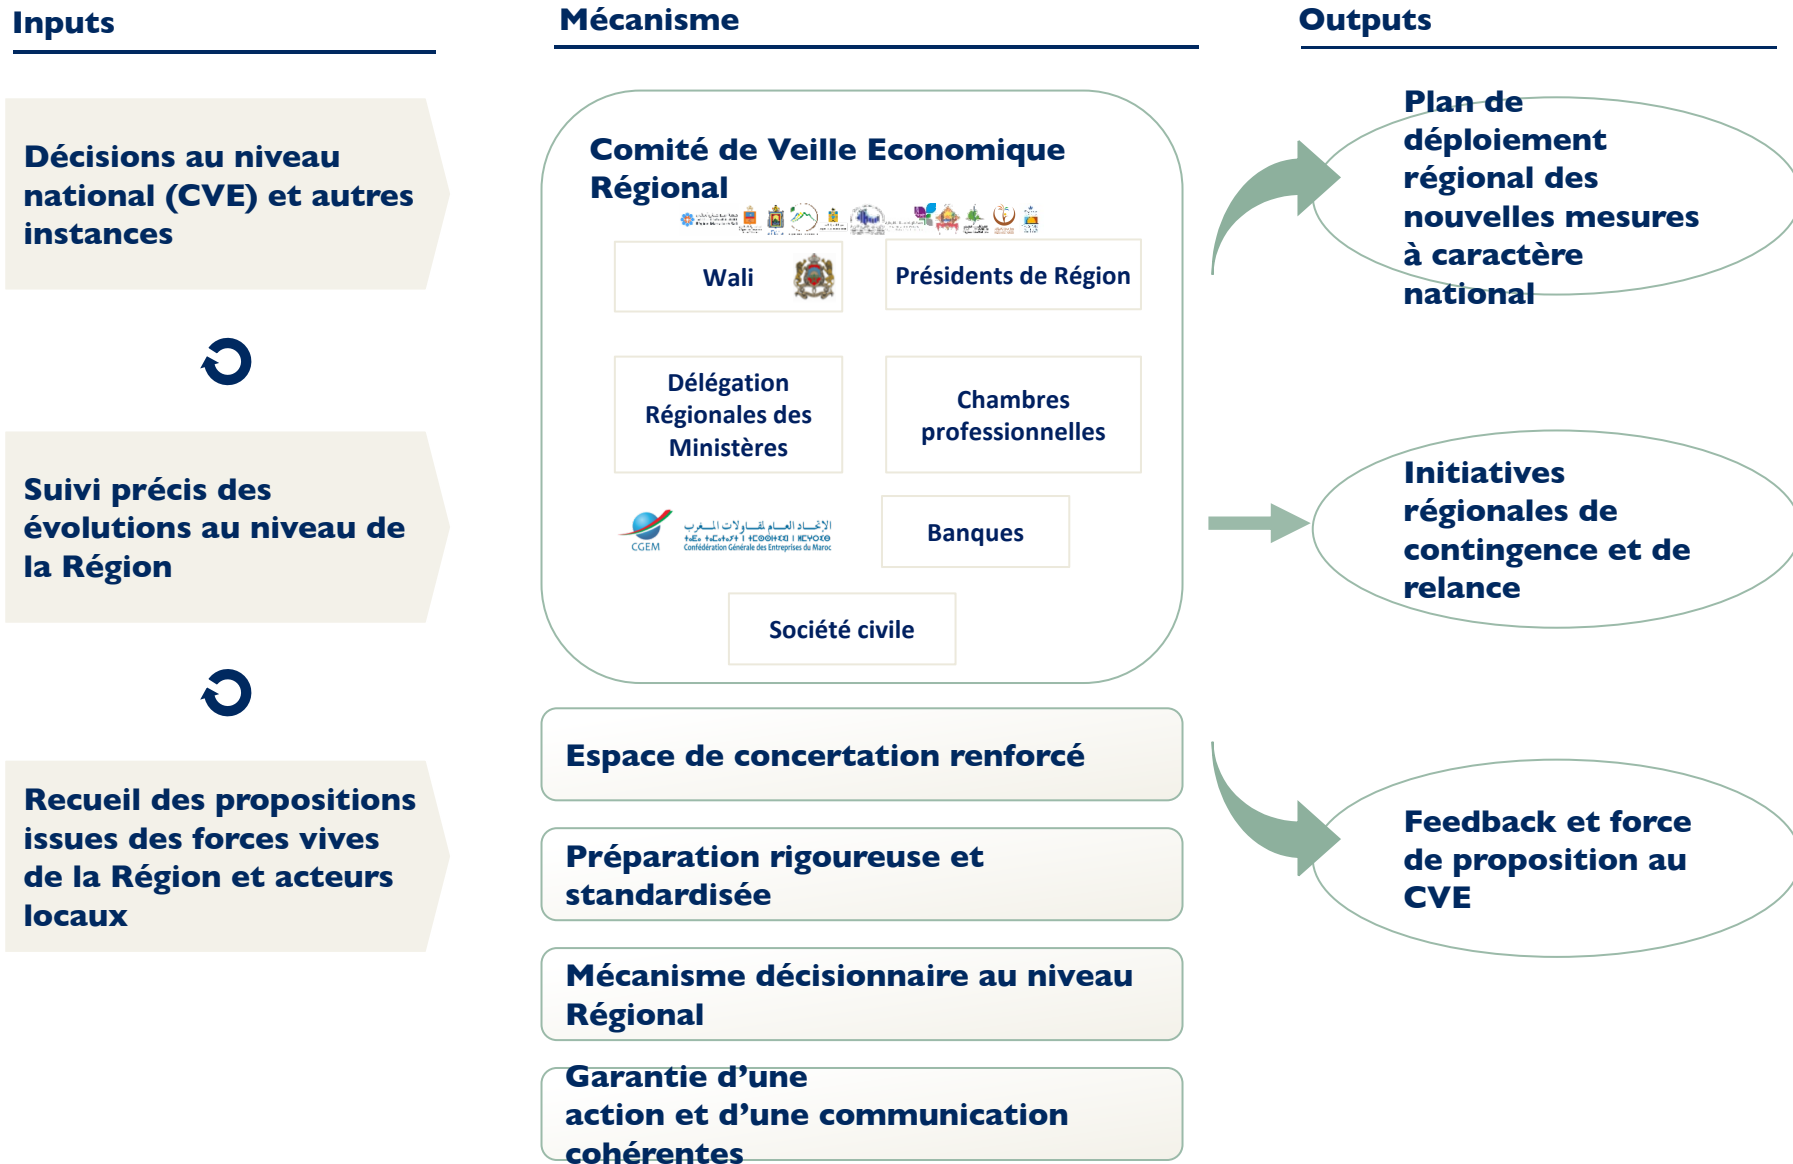 Inputs
Décisions au niveau
national (CVE) et autres
instances
Suivi précis des
évolutions au niveau de
la Région
Recueil des propositions
issues des forces vives
de la Région et acteurs
locaux
Mécanisme
Comité de Veille Economique
Régional
Wali
Présidents de Région
Délégation
Régionales des
Ministères
Chambres
professionnelles
CGEM
الإتحـــاد العـــام لمقـــاولات المـــغرب
Confédération Générale des Entreprises du Maroc
Banques
Société civile
Espace de concertation renforcé
Préparation rigoureuse et
standardisée
Mécanisme décisionnaire au niveau
Régional
Garantie d’une
action et d’une communication
cohérentes
Outputs
Plan de
déploiement
régional des
nouvelles mesures
à caractère
national
Initiatives
régionales de
contingence et de
relance
Feedback et force
de proposition au
CVE